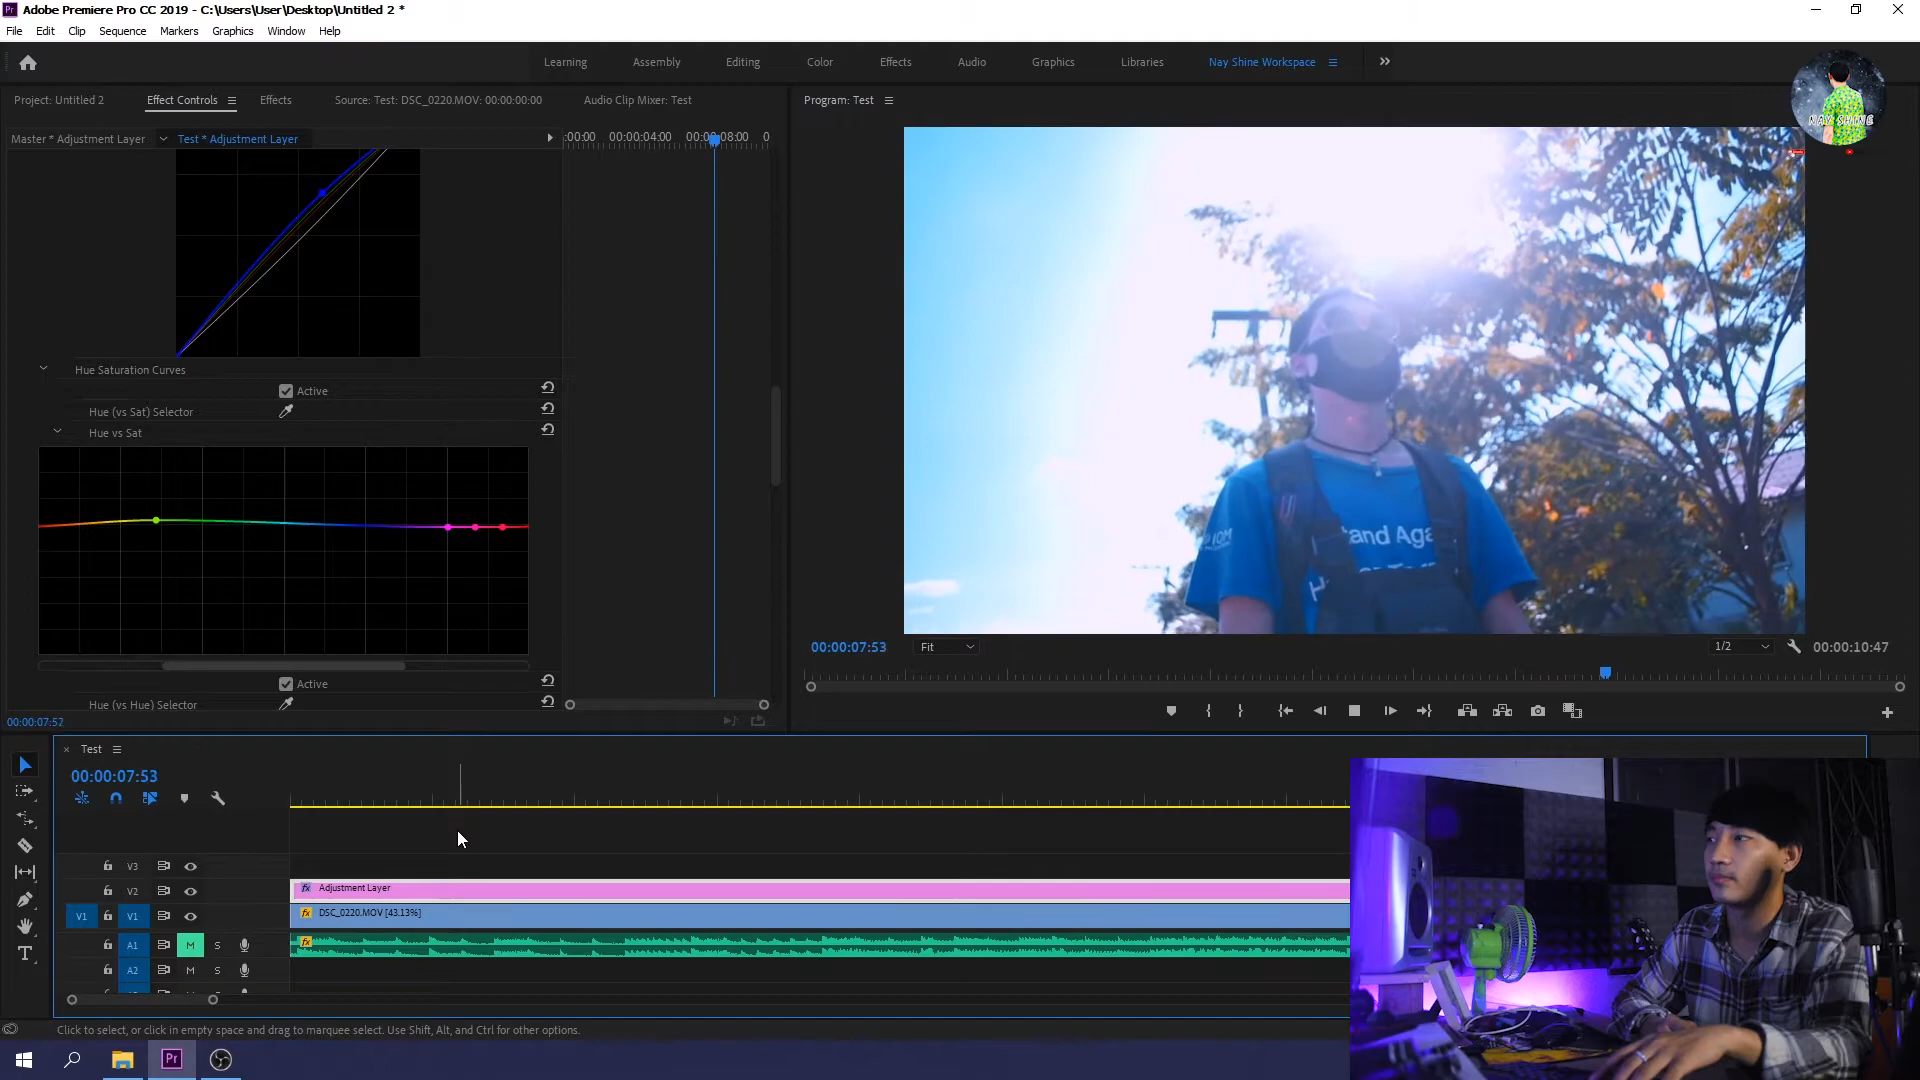 Adobe Premiere Pro CC 2019 - C:\Users\User\Desktop\Untitled 2 *
File Edit Clip Sequence Markers Graphics Window Help
Learning Assembly Editing Color Effects Audio Graphics Libraries Nay Shine Workspace
Project: Untitled 2 Effect Controls Effects Source: Test: DSC_0220.MOV: 00:00:00:00 Audio Clip Mixer: Test
Program: Test
NAY SHINE
Master * Adjustment Layer Test * Adjustment Layer
:00:00 00:00:04:00 00:00:08:00 0
Hue Saturation Curves
Active
Hue (vs Sat) Selector
Hue vs Sat
Active
Hue (vs Hue) Selector
00:00:07:52
IOM
tand Aga
00:00:07:53 Fit 1/2 00:00:10:47
Test
00:00:07:53
V3
V2 Adjustment Layer
V1 V1 DSC_0220.MOV [43.13%]
A1 M S
A2 M S
Click to select, or click in empty space and drag to marquee select. Use Shift, Alt, and Ctrl for other options.
Pr